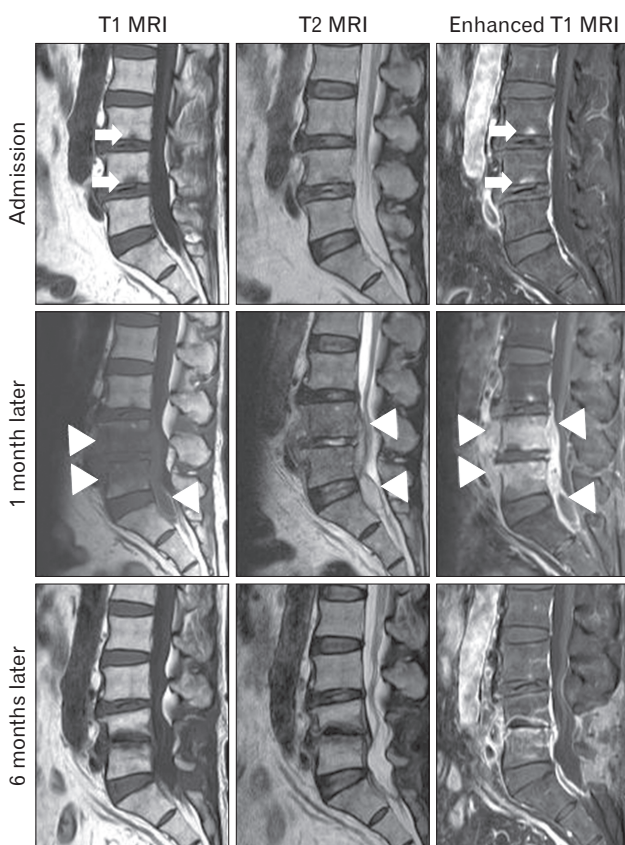 T1 MRI
T2 MRI
Enhanced T1 MRI
Admission
1 month later
6 months later